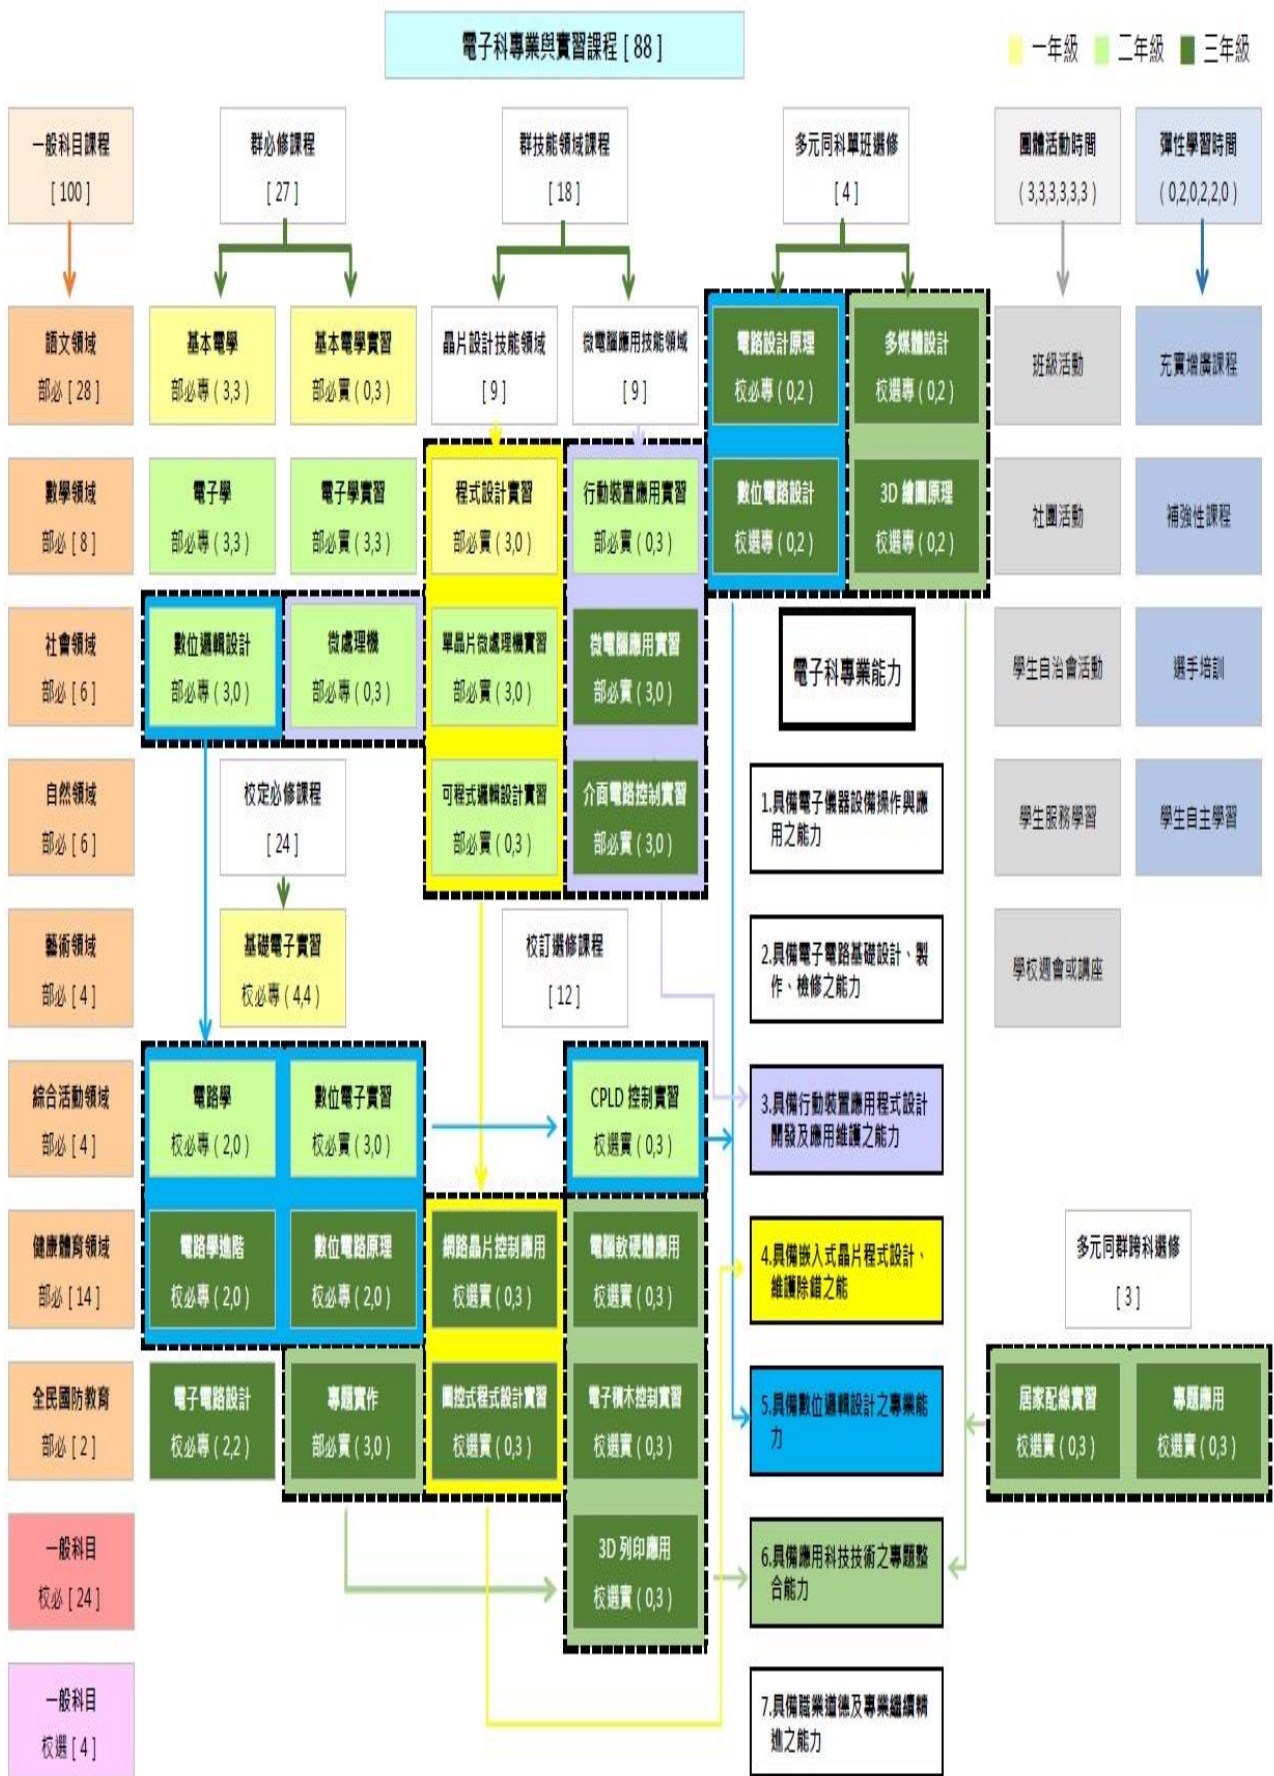 電子科專業與實習課程 [ 88 ]
一年級 二年級 三年級
一般科目課程
[ 100 ]
群必修課程
[ 27 ]
群技能領域課程
[ 18 ]
多元同科單班選修
[ 4 ]
團體活動時間
( 3,3,3,3,3,3 )
彈性學習時間
( 0,2,0,2,2,0 )
語文領域
部必 [ 28 ]
基本電學
部必專 ( 3,3 )
基本電學實習
部必實 ( 0,3 )
晶片設計技能領域
[ 9 ]
微電腦應用技能領域
[ 9 ]
電路設計原理
校必專 ( 0,2 )
多媒體設計
校選專 ( 0,2 )
班級活動
充實增廣課程
數學領域
部必 [ 8 ]
電子學
部必專 ( 3,3 )
電子學實習
部必實 ( 3,3 )
程式設計實習
部必實 ( 3,0 )
行動裝置應用實習
部必實 ( 0,3 )
數位電路設計
校選專 ( 0,2 )
3D 繪圖原理
校選專 ( 0,2 )
社團活動
補強性課程
社會領域
部必 [ 6 ]
數位邏輯設計
部必專 ( 3,0 )
微處理機
部必專 ( 0,3 )
單晶片微處理機實習
部必實 ( 3,0 )
微電腦應用實習
部必實 ( 3,0 )
電子科專業能力
學生自治會活動
選手培訓
自然領域
部必 [ 6 ]
校定必修課程
[ 24 ]
可程式邏輯設計實習
部必實 ( 0,3 )
介面電路控制實習
部必實 ( 3,0 )
1.具備電子儀器設備操作與應
用之能力
學生服務學習
學生自主學習
藝術領域
部必 [ 4 ]
基礎電子實習
校必專 ( 4,4 )
校訂選修課程
[ 12 ]
2.具備電子電路基礎設計、製
作、檢修之能力
學校週會或講座
綜合活動領域
部必 [ 4 ]
電路學
校必專 ( 2,0 )
數位電子實習
校必實 ( 3,0 )
CPLD 控制實習
校選實 ( 0,3 )
3.具備行動裝置應用程式設計
開發及應用維護之能力
健康體育領域
部必 [ 14 ]
電路學進階
校必專 ( 2,0 )
數位電路原理
校必專 ( 2,0 )
網路晶片控制應用
校選實 ( 0,3 )
電腦軟硬體應用
校選實 ( 0,3 )
4.具備嵌入式晶片程式設計、
維護除錯之能
多元同群跨科選修
[ 3 ]
全民國防教育
部必 [ 2 ]
電子電路設計
校必專 ( 2,2 )
專題實作
部必實 ( 3,0 )
圖控式程式設計實習
校選實 ( 0,3 )
電子積木控制實習
校選實 ( 0,3 )
5.具備數位邏輯設計之專業能
力
居家配線實習
校選實 ( 0,3 )
專題應用
校選實 ( 0,3 )
一般科目
校必 [ 24 ]
3D 列印應用
校選實 ( 0,3 )
6.具備應用科技技術之專題整
合能力
一般科目
校選 [ 4 ]
7.具備職業道德及專業繼續精
進之能力